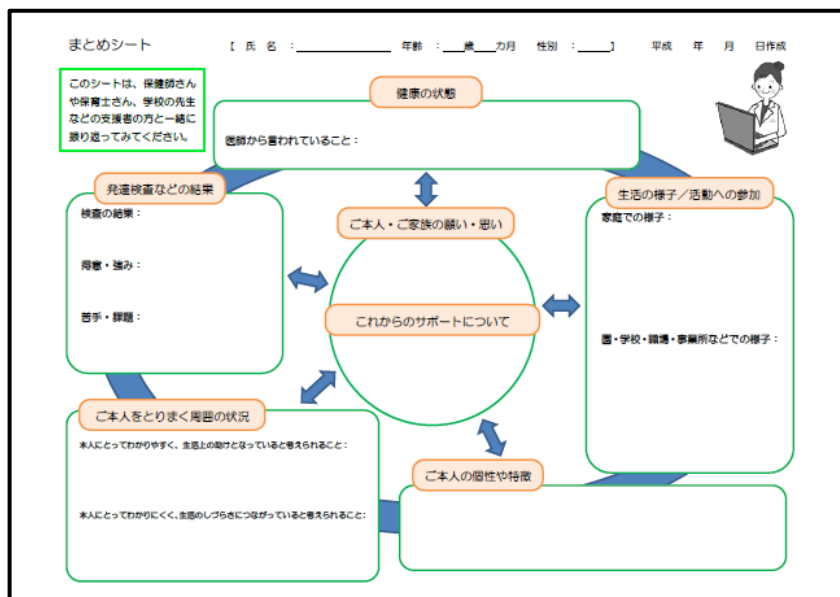 まとめシート 【 氏 名 : 年齢 : 歳 カ月 性別 : 】 平成 年 月 日作成
このシートは、保健師さん
や保育士さん、学校の先生
などの支援者の方と一緒に
振り返ってみてください。
健康の状態
医師から言われていること:
発達検査などの結果
検査の結果:
得意・強み:
苦手・課題:
ご本人・ご家族の願い・思い
これからのサポートについて
生活の様子/活動への参加
家庭での様子:
園・学校・職場・事業所などでの様子:
ご本人をとりまく周囲の状況
本人にとってわかりやすく、生活上の助けとなっていると考えられること:
本人にとってわかりにくく、生活のしづらさにつながっていると考えられること:
ご本人の個性や特徴